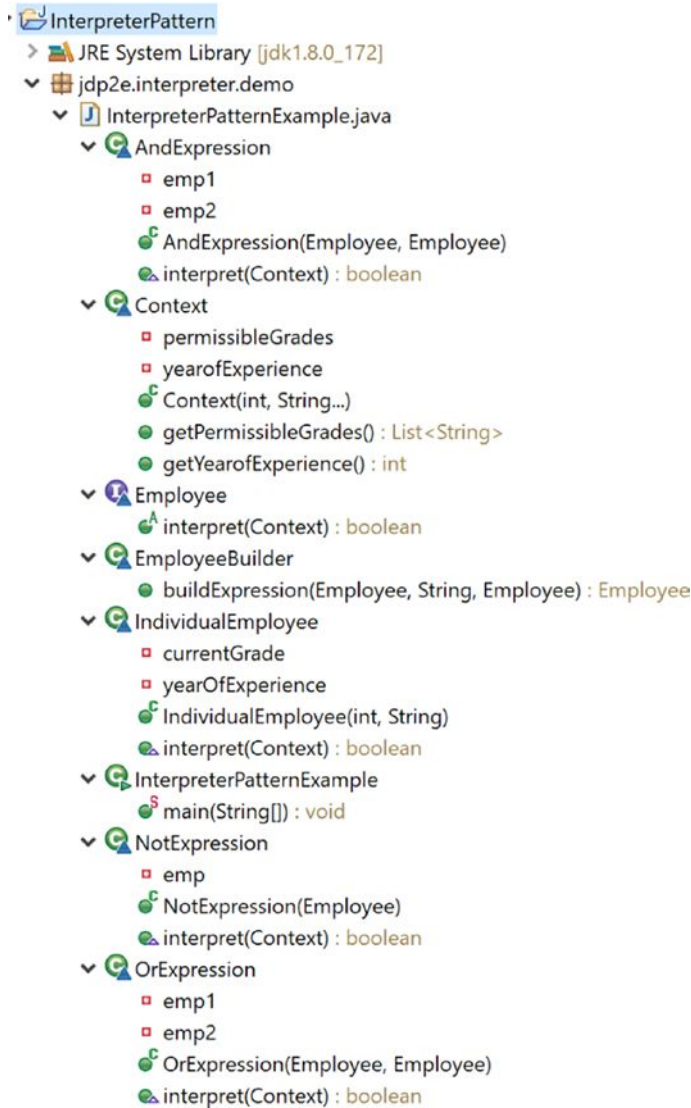 InterpreterPattern
JRE System Library [jdk1.8.0_172]
jdp2e.interpreter.demo
InterpreterPatternExample.java
AndExpression
emp1
emp2
AndExpression(Employee, Employee)
interpret(Context) : boolean
Context
permissibleGrades
yearofExperience
Context(int, String...)
getPermissibleGrades() : List<String>
getYearofExperience() : int
Employee
interpret(Context) : boolean
EmployeeBuilder
buildExpression(Employee, String, Employee) : Employee
IndividualEmployee
currentGrade
yearOfExperience
IndividualEmployee(int, String)
interpret(Context) : boolean
InterpreterPatternExample
main(String[]) : void
NotExpression
emp
NotExpression(Employee)
interpret(Context) : boolean
OrExpression
emp1
emp2
OrExpression(Employee, Employee)
interpret(Context) : boolean